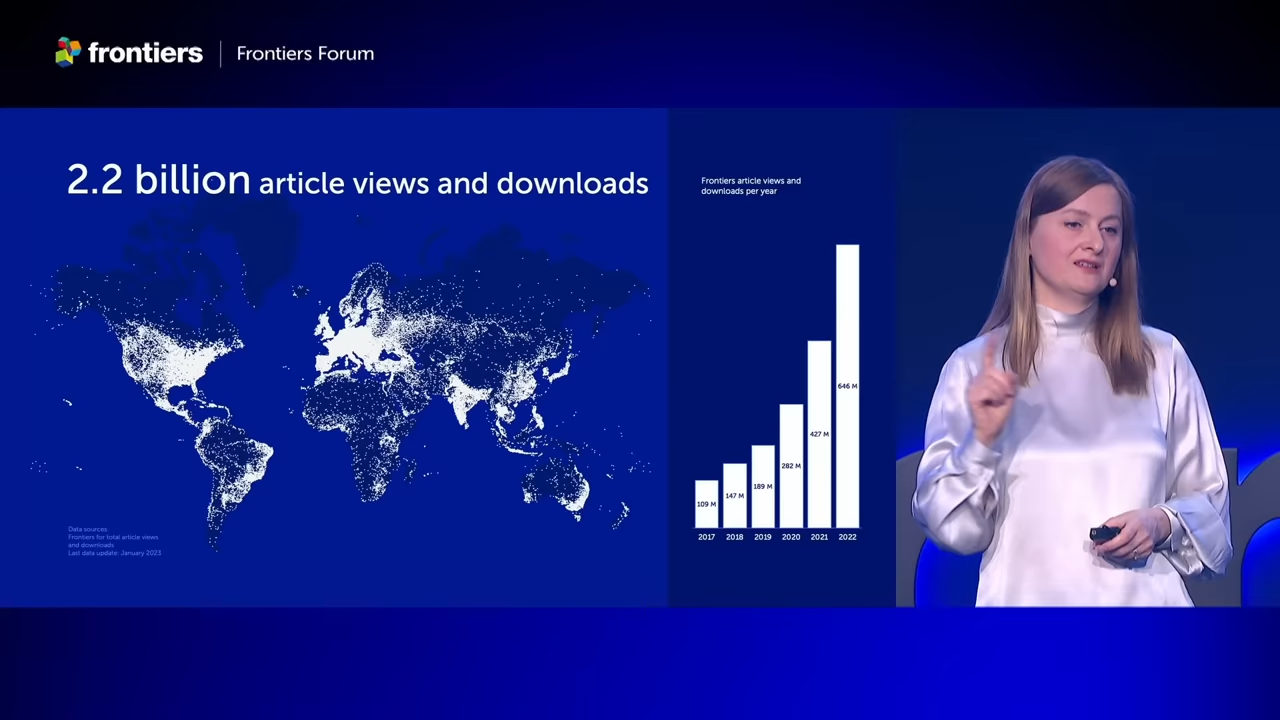 frontiers | Frontiers Forum
2.2 billion article views and downloads
Data sources:
Frontiers for total article views
and downloads
Last data update: January 2023
Frontiers article views and
downloads per year
109 M
147 M
189 M
282 M
427 M
646 M
2017 2018 2019 2020 2021 2022